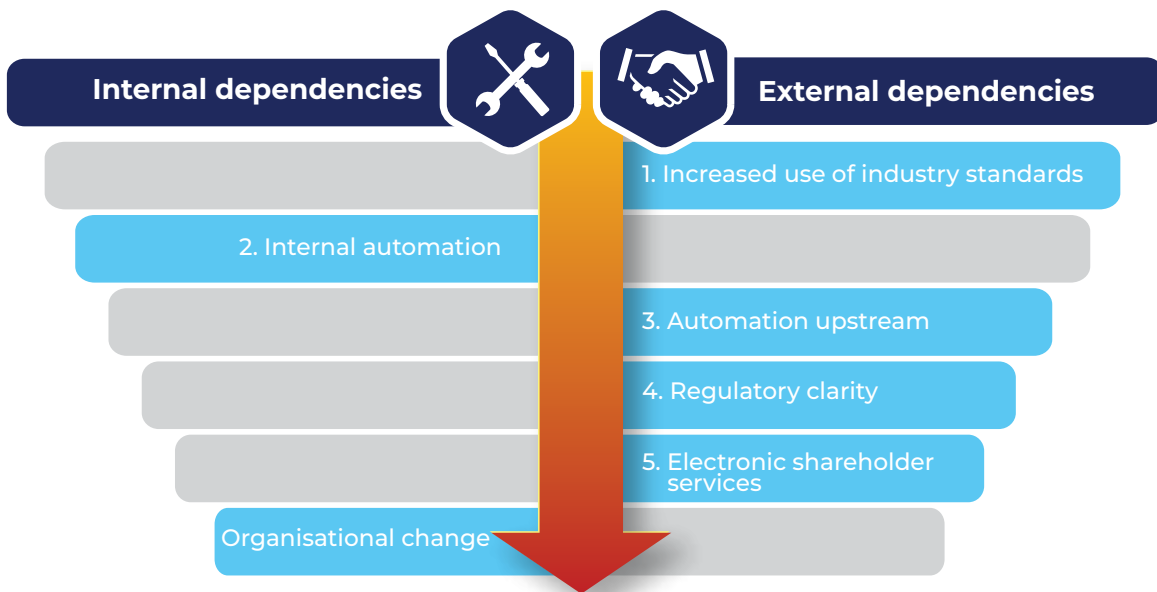 Internal dependencies
External dependencies
1. Increased use of industry standards
2. Internal automation
3. Automation upstream
4. Regulatory clarity
5. Electronic shareholder
services
Organisational change